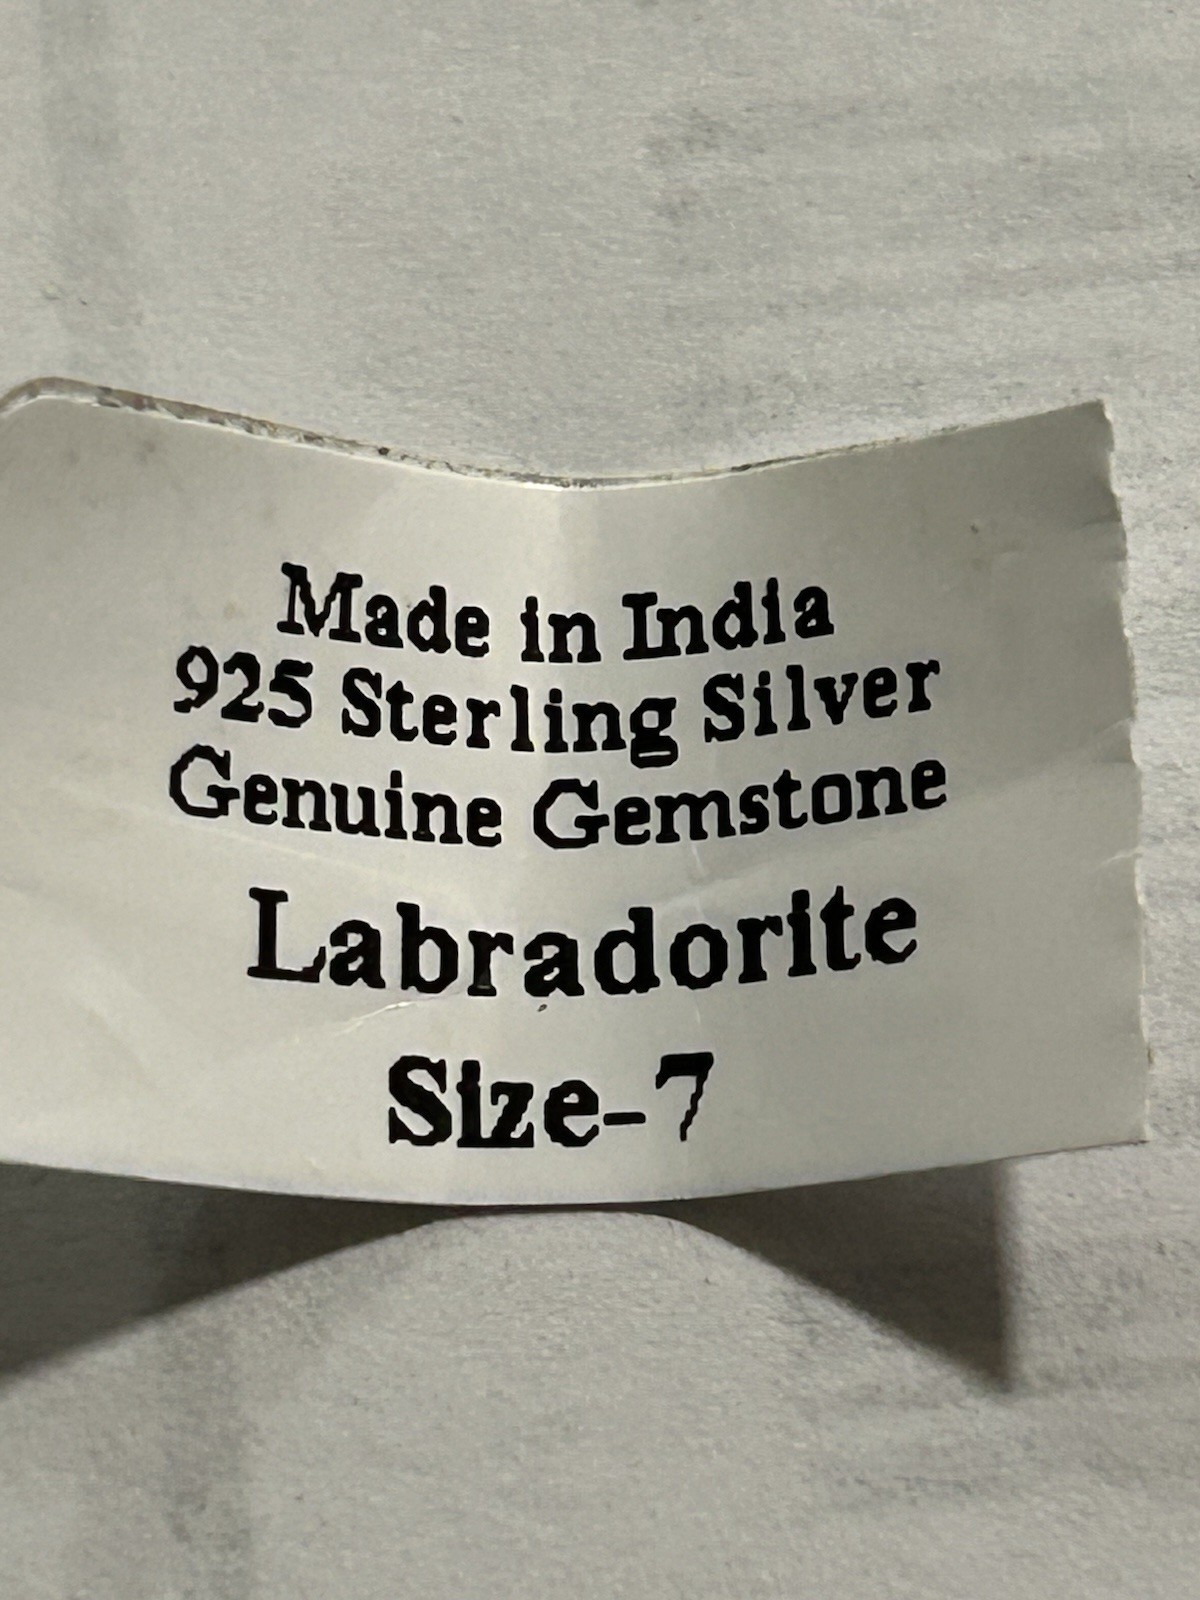 Made in India
925 Sterling Silver
Genuine Gemstone
Labradorite
Size-7